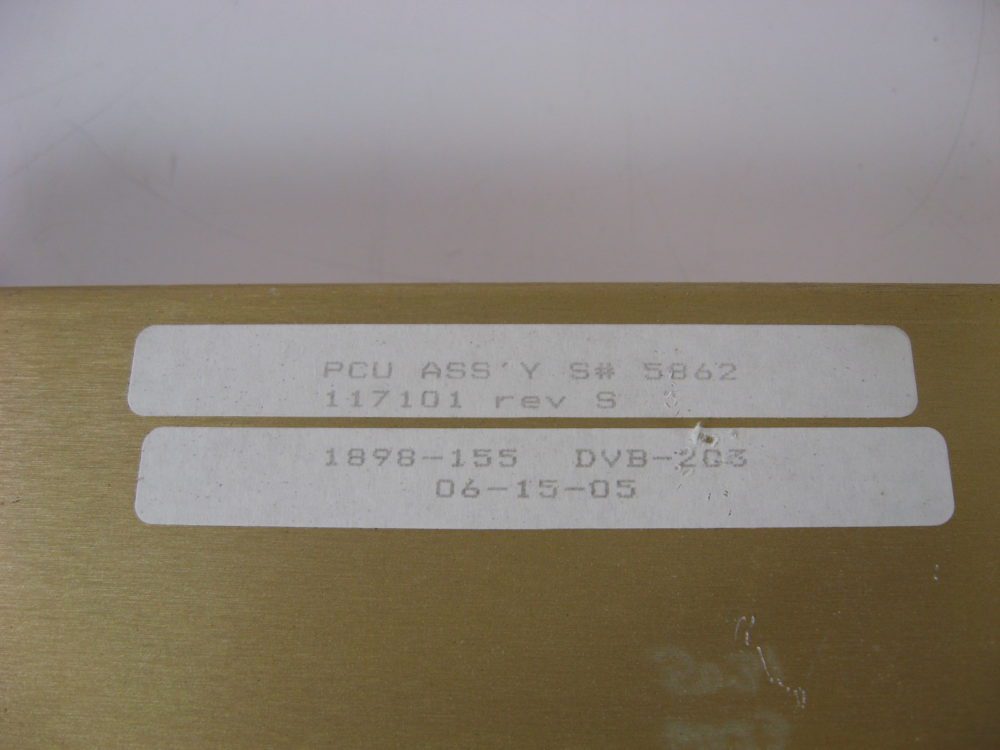 PCU ASS'Y S# 5862
117101 rev S
1898-155 DVB-203
06-15-05